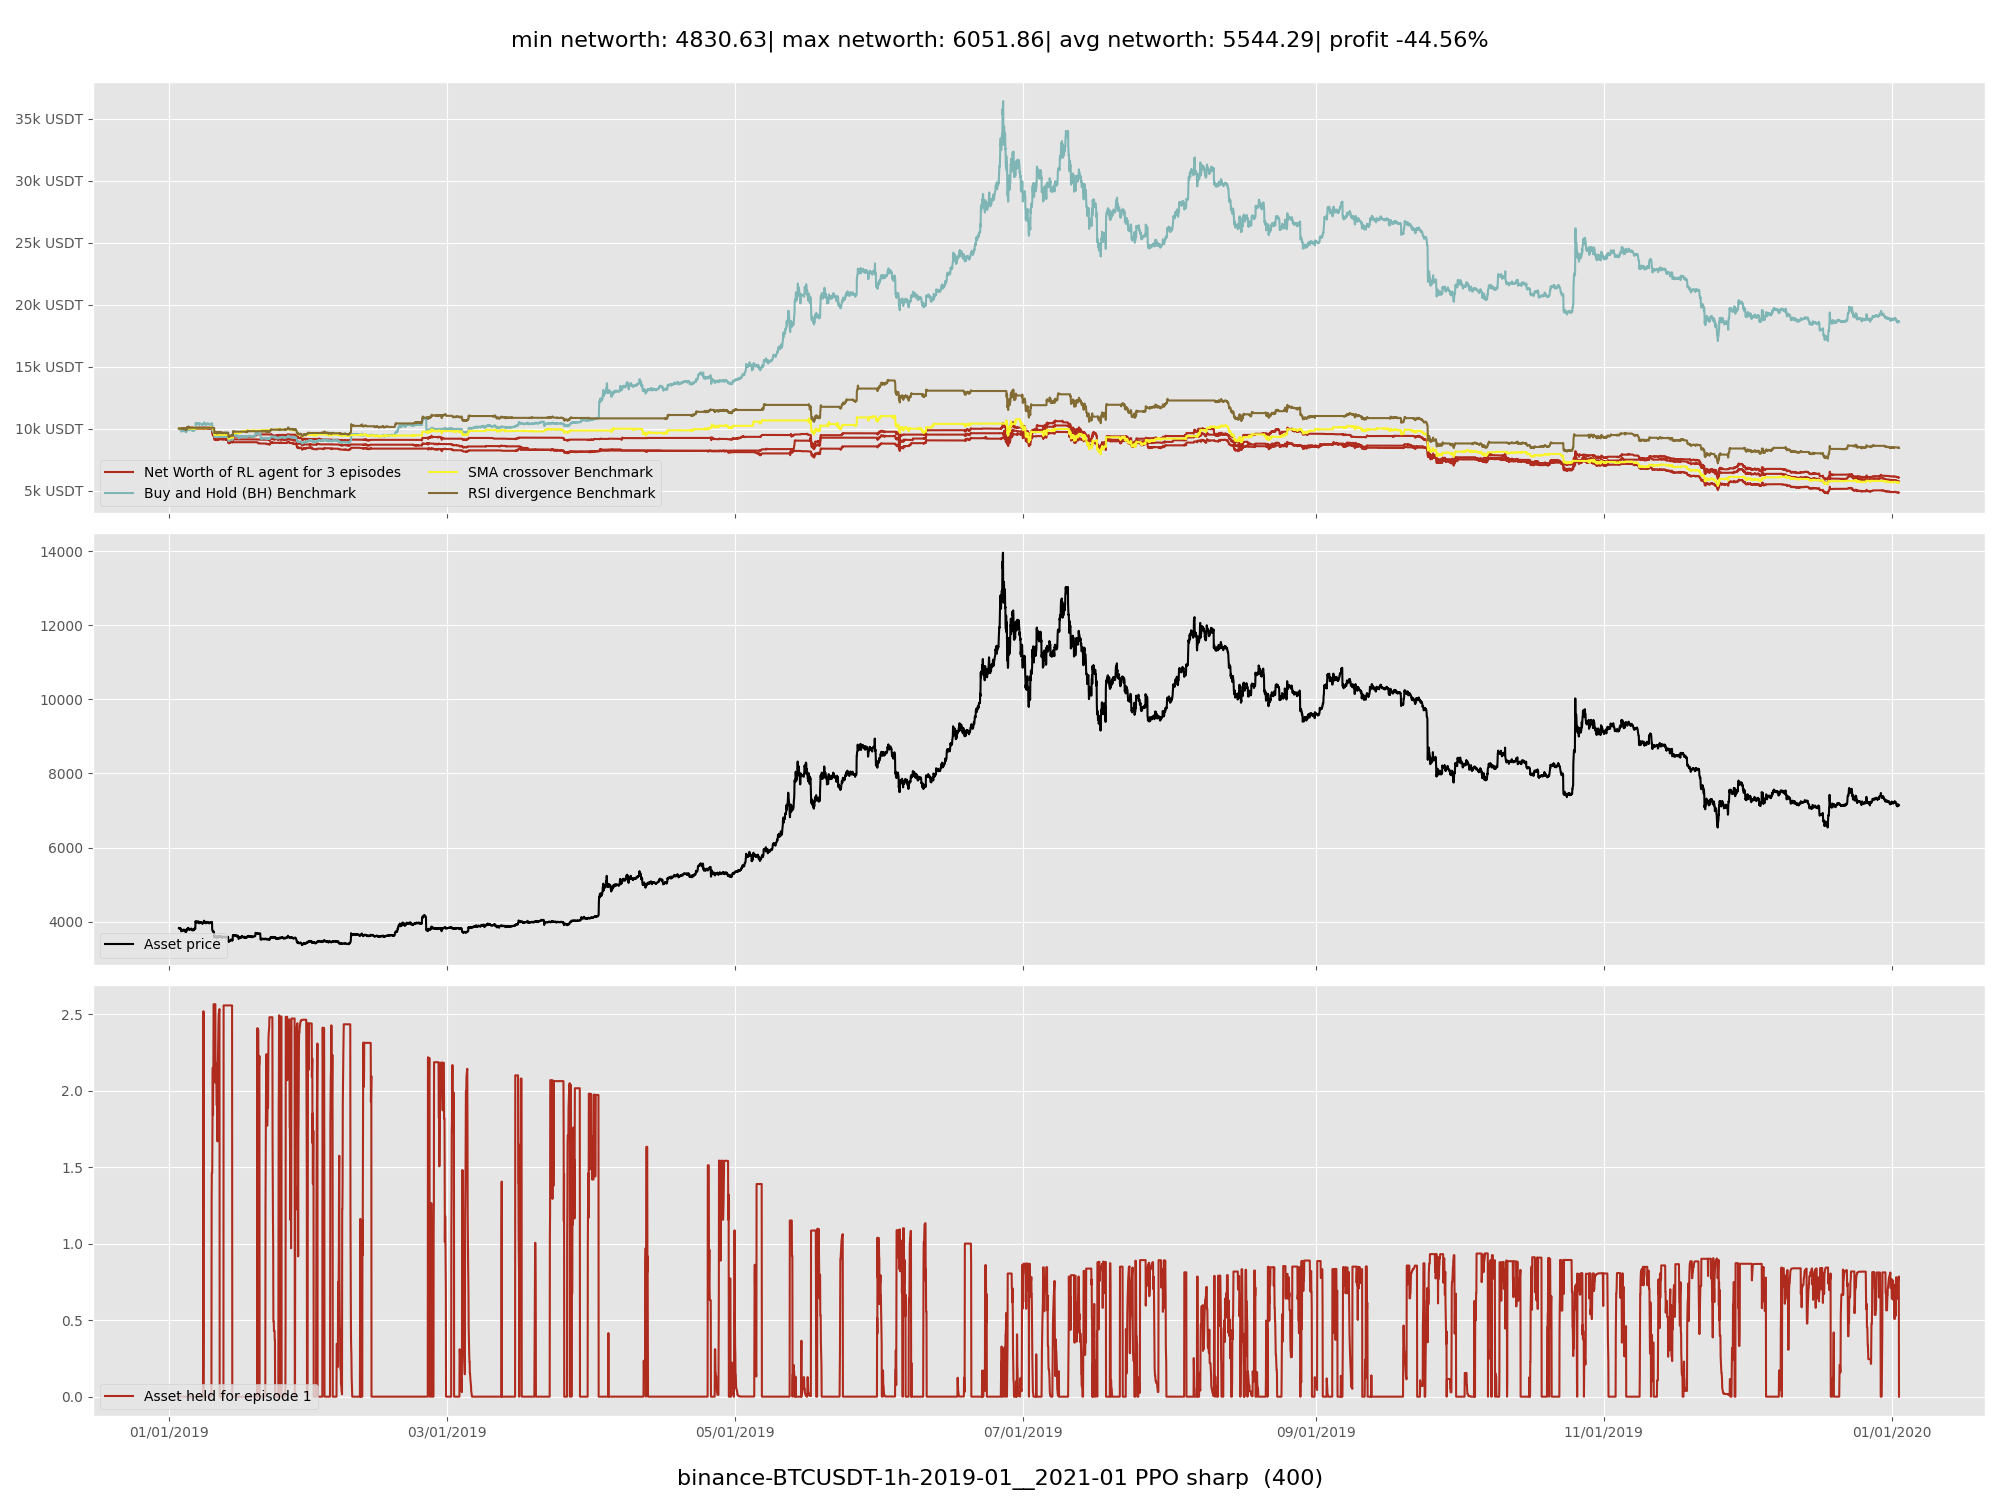 min networth: 4830.63| max networth: 6051.86| avg networth: 5544.29| profit -44.56%
35k USDT
30k USDT
25k USDT
20k USDT
15k USDT
10k USDT
5k USDT
Net Worth of RL agent for 3 episodes
Buy and Hold (BH) Benchmark
SMA crossover Benchmark
RSI divergence Benchmark
14000
12000
10000
8000
6000
4000
Asset price
2.5
2.0
1.5
1.0
0.5
0.0
Asset held for episode 1
01/01/2019 03/01/2019 05/01/2019 07/01/2019 09/01/2019 11/01/2019 01/01/2020
binance-BTCUSDT-1h-2019-01__2021-01 PPO sharp (400)